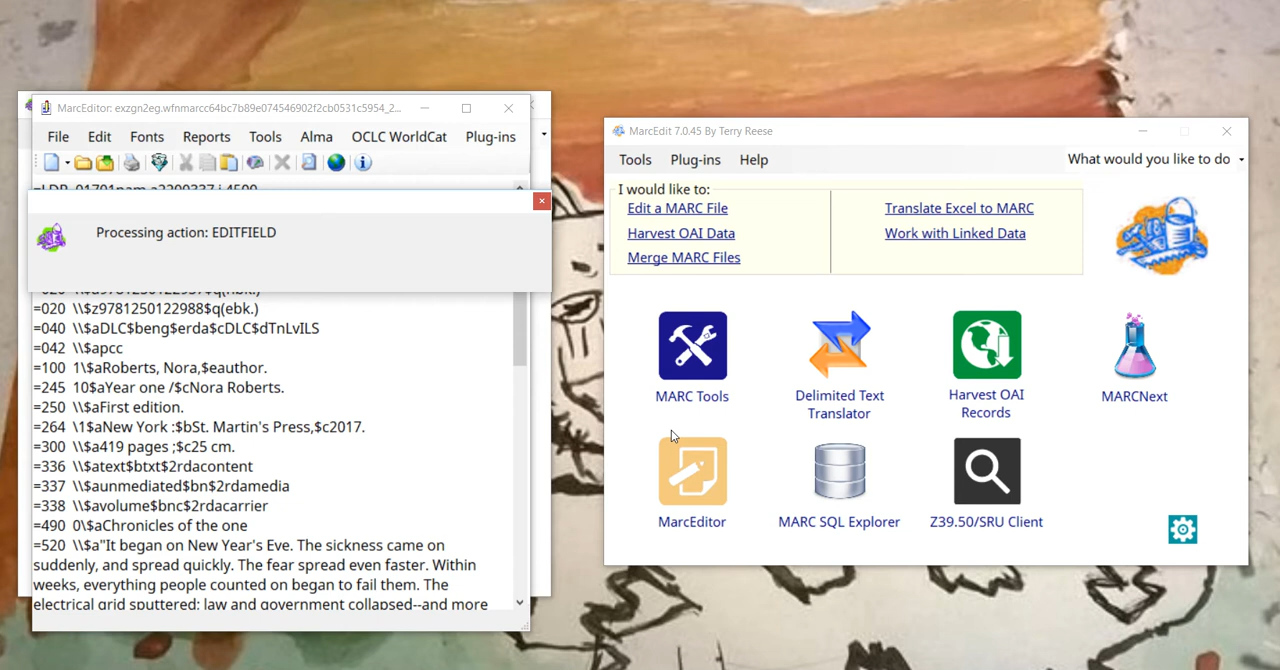 MarcEditor: exzgn2eg.wfnmarcc64bc7b89e074546902f2cb0531c5954_2...
File Edit Fonts Reports Tools Alma OCLC WorldCat Plug-ins
=LDR 01701nam a2200337 i 4500
Processing action: EDITFIELD
=020 \\$z9781250122988$q(ebk.)
=040 \\$aDLC$beng$erda$cDLC$dTnLvILS
=042 \\$apcc
=100 1\$aRoberts, Nora,$eauthor.
=245 10$aYear one /$cNora Roberts.
=250 \\$aFirst edition.
=264 \1$aNew York :$bSt. Martin's Press,$c2017.
=300 \\$a419 pages ;$c25 cm.
=336 \\$atext$btxt$2rdacontent
=337 \\$aunmediated$bn$2rdamedia
=338 \\$avolume$bnc$2rdacarrier
=490 0\$aChronicles of the one
=520 \\$a"It began on New Year's Eve. The sickness came on
suddenly, and spread quickly. The fear spread even faster. Within
weeks, everything people counted on began to fail them. The
electrical grid sputtered; law and government collapsed--and more
MarcEdit 7.0.45 By Terry Reese
Tools Plug-ins Help What would you like to do
I would like to:
Edit a MARC File Translate Excel to MARC
Harvest OAI Data Work with Linked Data
Merge MARC Files
MARC Tools
Delimited Text
Translator
Harvest OAI
Records
MARCNext
MarcEditor
MARC SQL Explorer
Z39.50/SRU Client